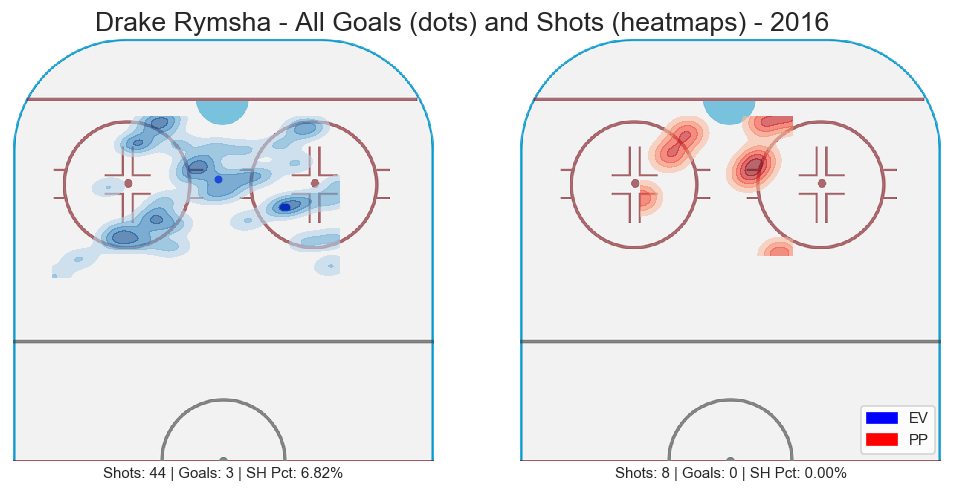 Drake Rymsha - All Goals (dots) and Shots (heatmaps) - 2016
EV
PP
Shots: 44 | Goals: 3 | SH Pct: 6.82%
Shots: 8 | Goals: 0 | SH Pct: 0.00%